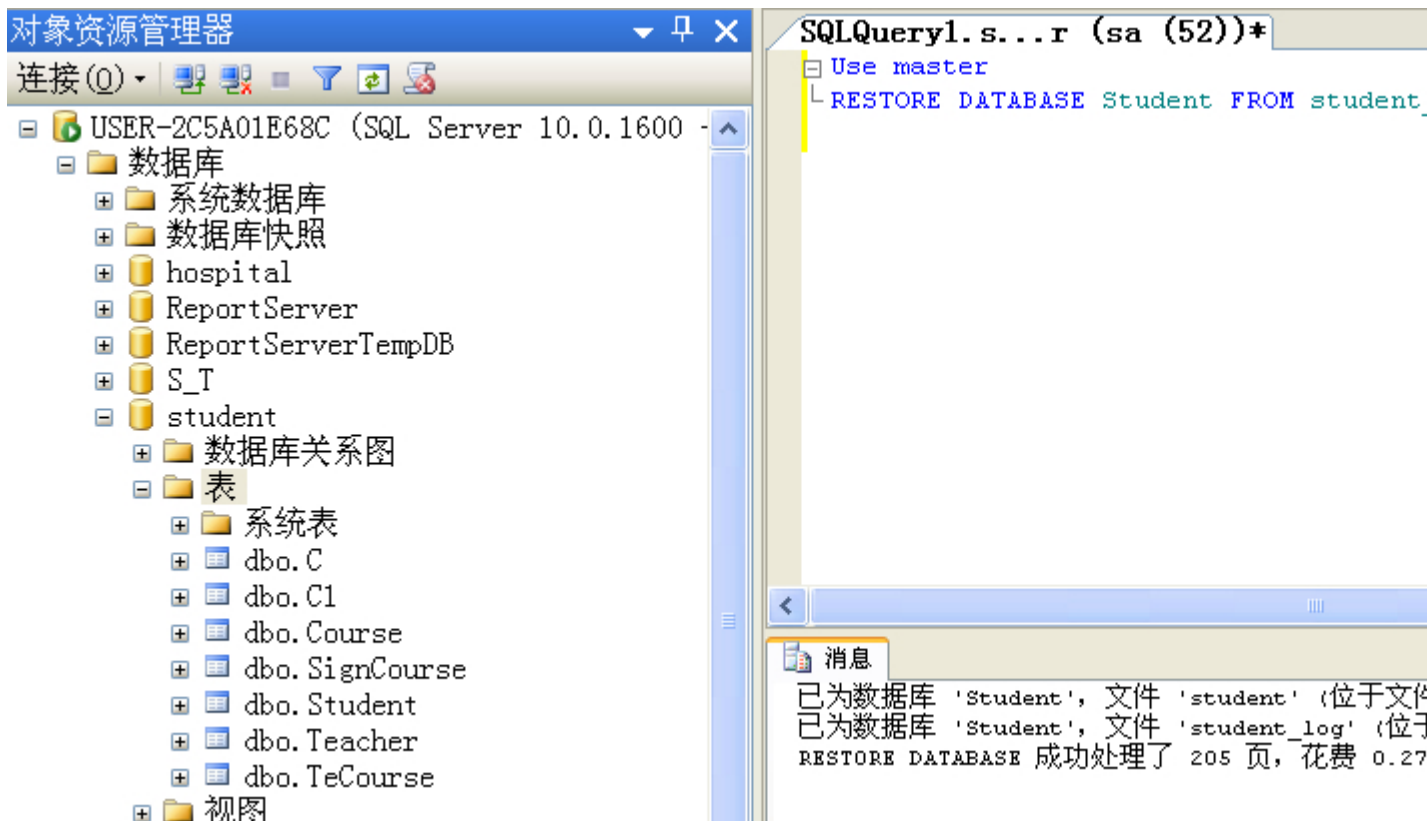 对象资源管理器
连接(O)
USER-2C5A01E68C (SQL Server 10.0.1600 -
数据库
系统数据库
数据库快照
hospital
ReportServer
ReportServerTempDB
S_T
student
数据库关系图
表
系统表
dbo.C
dbo.C1
dbo.Course
dbo.SignCourse
dbo.Student
dbo.Teacher
dbo.TeCourse
视图
SQLQuery1.s...r (sa (52))*
Use master
RESTORE DATABASE Student FROM student_
消息
已为数据库 'Student'，文件 'student' (位于文件
已为数据库 'Student'，文件 'student_log' (位于
RESTORE DATABASE 成功处理了 205 页，花费 0.27